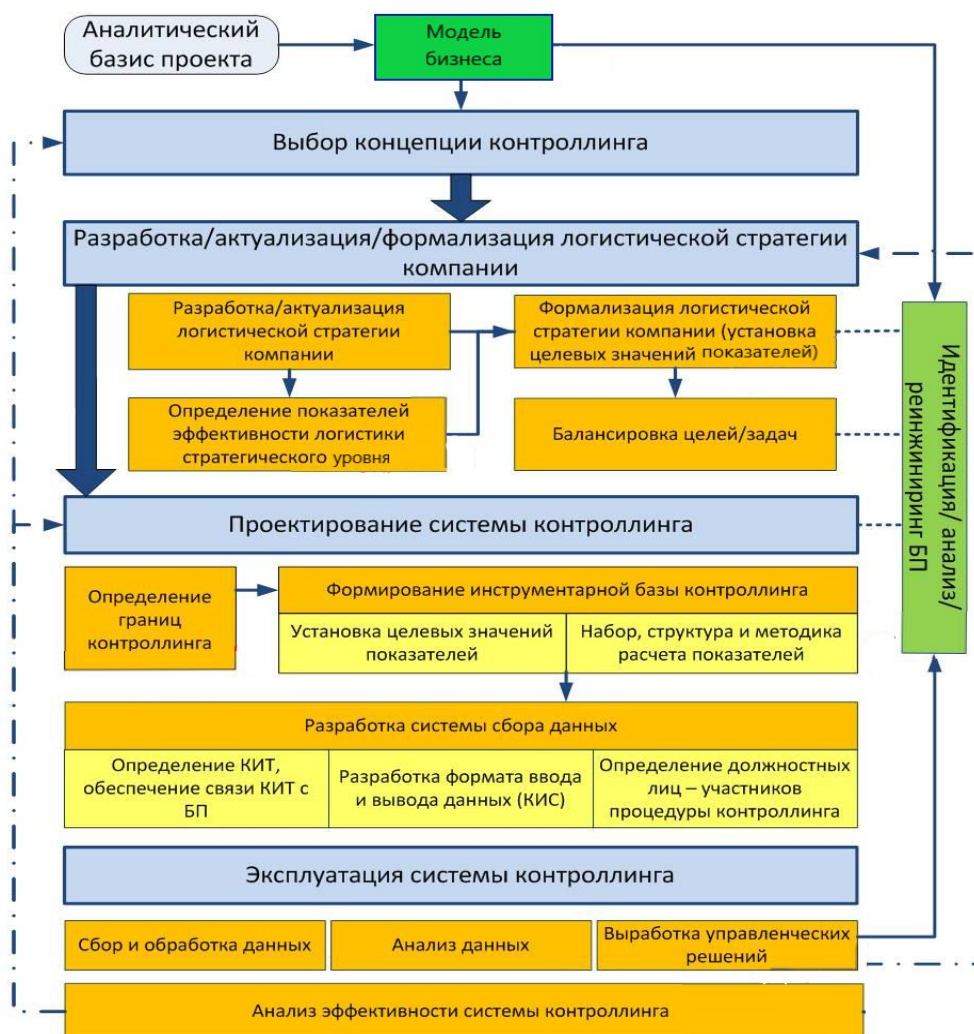 Аналитический
базис проекта
Модель
бизнеса
Выбор концепции контроллинга
Разработка/актуализация/формализация логистической стратегии
компании
Разработка/актуализация
логистической стратегии
компании
Формализация логистической
стратегии компании (установка
целевых значений показателей)
Определение показателей
эффективности логистики
стратегического уровня
Балансировка целей/задач
Идентификация/ анализ/
реинжиниринг БП
Проектирование системы контроллинга
Определение
границ
контроллинга
Формирование инструментарной базы контроллинга
Установка целевых значений
показателей
Набор, структура и методика
расчета показателей
Разработка системы сбора данных
Определение КИТ,
обеспечение связи КИТ с
БП
Разработка формата ввода
и вывода данных (КИС)
Определение должностных
лиц – участников
процедуры контроллинга
Эксплуатация системы контроллинга
Сбор и обработка данных
Анализ данных
Выработка управленческих
решений
Анализ эффективности системы контроллинга